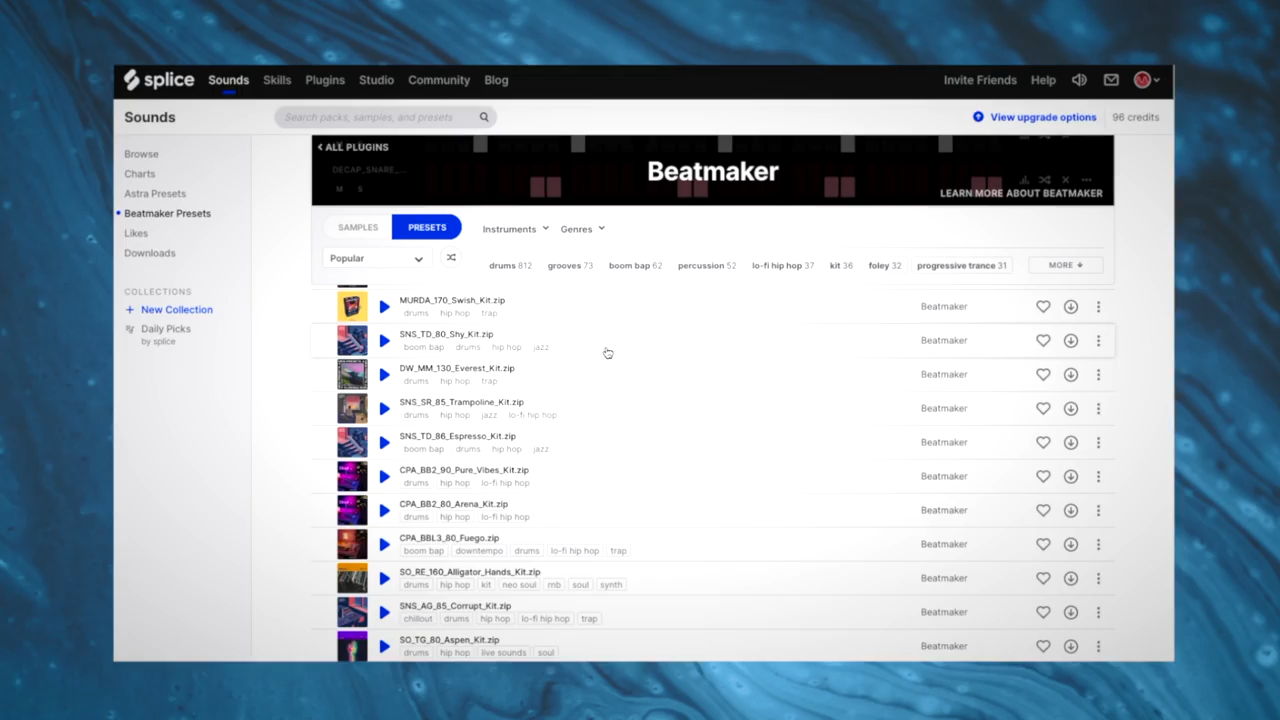 splice Sounds Skills Plugins Studio Community Blog Invite Friends Help
Sounds Search packs, samples, and presets View upgrade options 96 credits
Browse
Charts
Astra Presets
Beatmaker Presets
Likes
Downloads
COLLECTIONS
+ New Collection
Daily Picks
by splice
< ALL PLUGINS
DECAP_SNARE_...
M S
Beatmaker
LEARN MORE ABOUT BEATMAKER
SAMPLES PRESETS Instruments Genres
Popular drums 812 grooves 73 boom bap 62 percussion 52 lo-fi hip hop 37 kit 36 foley 32 progressive trance 31 MORE
MURDA_170_Swish_Kit.zip Beatmaker
drums hip hop trap
SNS_TD_80_Shy_Kit.zip Beatmaker
boom bap drums hip hop jazz
DW_MM_130_Everest_Kit.zip Beatmaker
drums hip hop trap
SNS_SR_85_Trampoline_Kit.zip Beatmaker
drums hip hop jazz lo-fi hip hop
SNS_TD_86_Espresso_Kit.zip Beatmaker
boom bap drums hip hop jazz
CPA_BB2_90_Pure_Vibes_Kit.zip Beatmaker
drums hip hop lo-fi hip hop
CPA_BB2_80_Arena_Kit.zip Beatmaker
drums hip hop lo-fi hip hop
CPA_BBL3_80_Fuego.zip Beatmaker
boom bap downtempo drums lo-fi hip hop trap
SO_RE_160_Alligator_Hands_Kit.zip Beatmaker
drums hip hop kit neo soul rnb soul synth
SNS_AG_85_Corrupt_Kit.zip Beatmaker
chillout drums hip hop lo-fi hip hop trap
SO_TG_80_Aspen_Kit.zip Beatmaker
drums hip hop live sounds soul